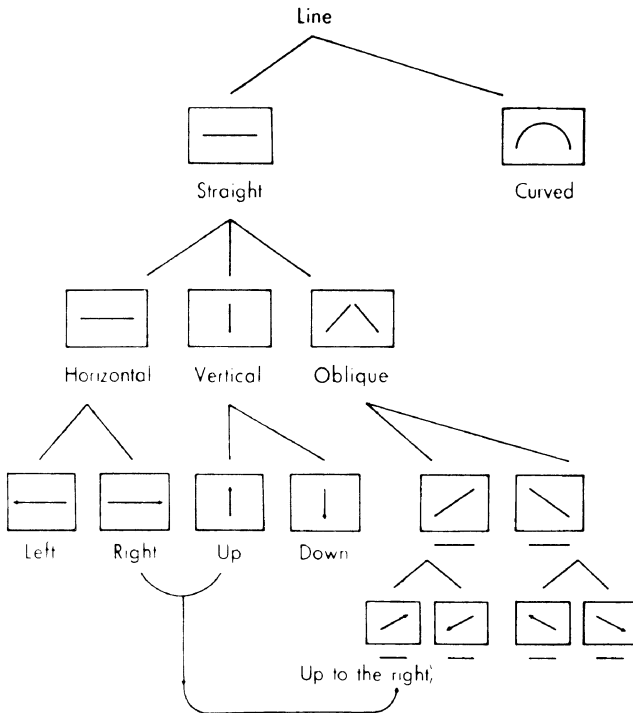 Line
Straight Curved
Horizontal Vertical Oblique
Left Right Up Down
Up to the right,